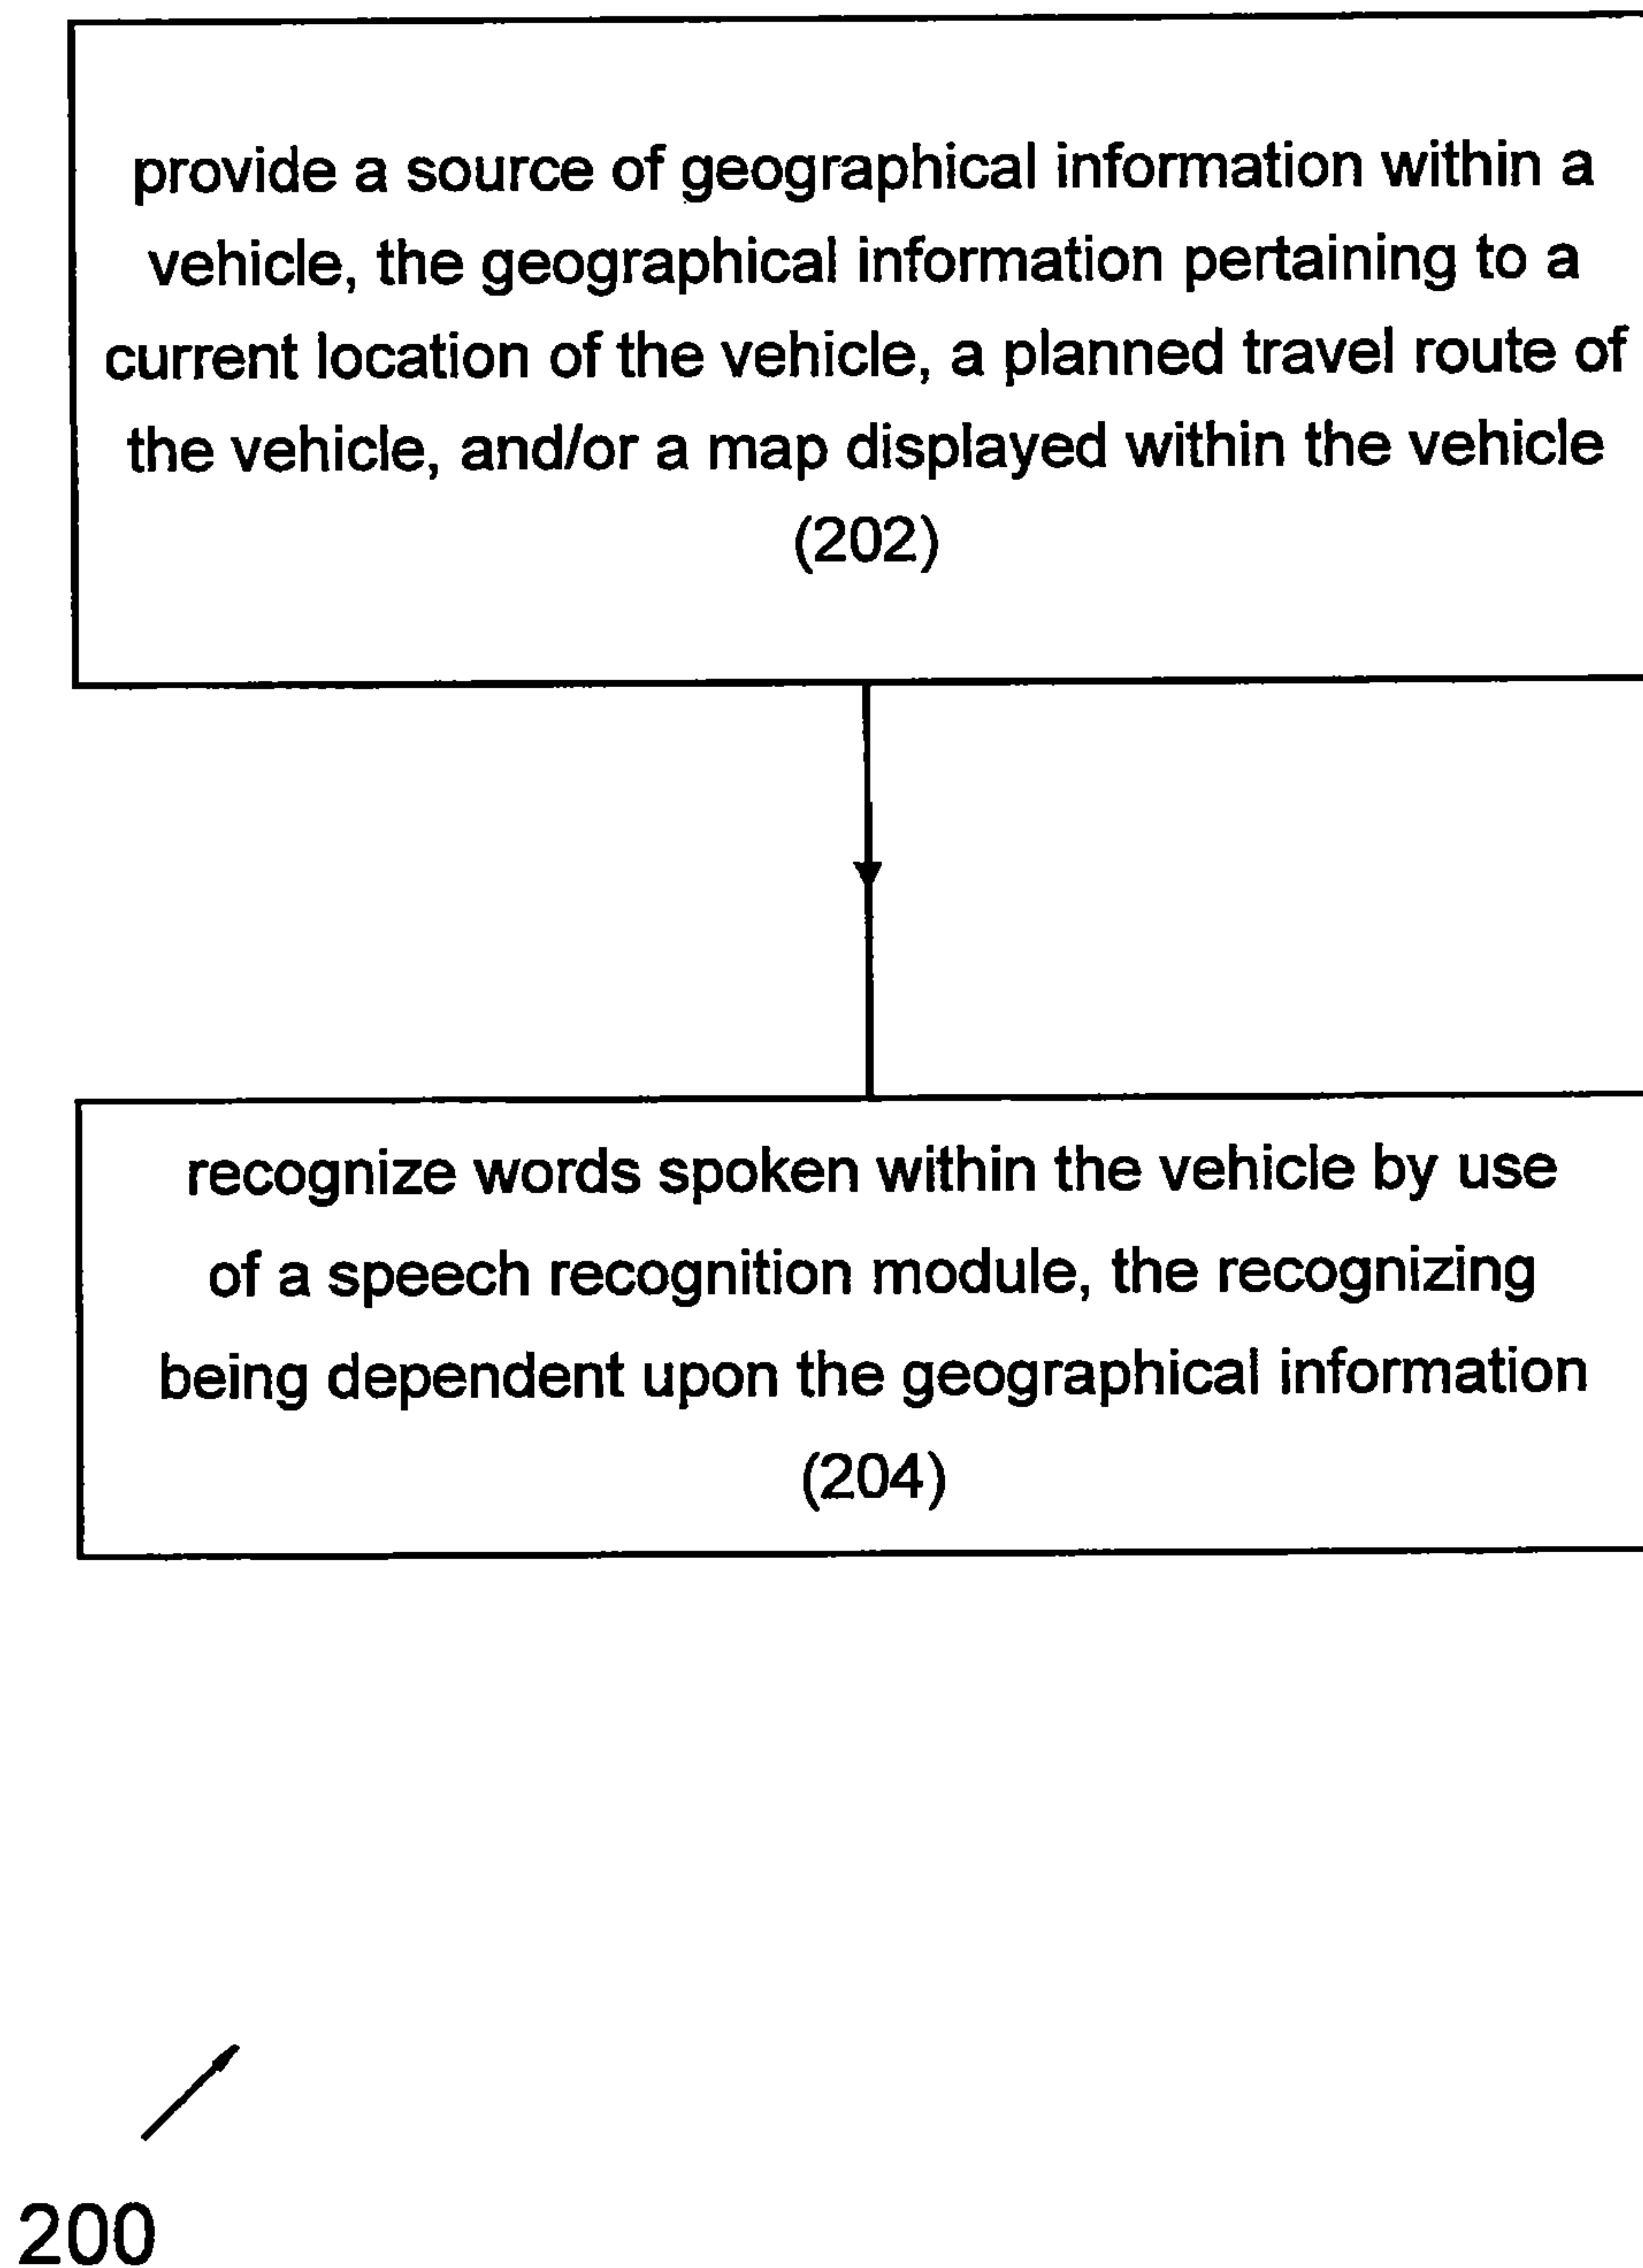 provide a source of geographical information within a
vehicle, the geographical information pertaining to a
current location of the vehicle, a planned travel route of
the vehicle, and/or a map displayed within the vehicle
(202)
recognize words spoken within the vehicle by use
of a speech recognition module, the recognizing
being dependent upon the geographical information
(204)
200